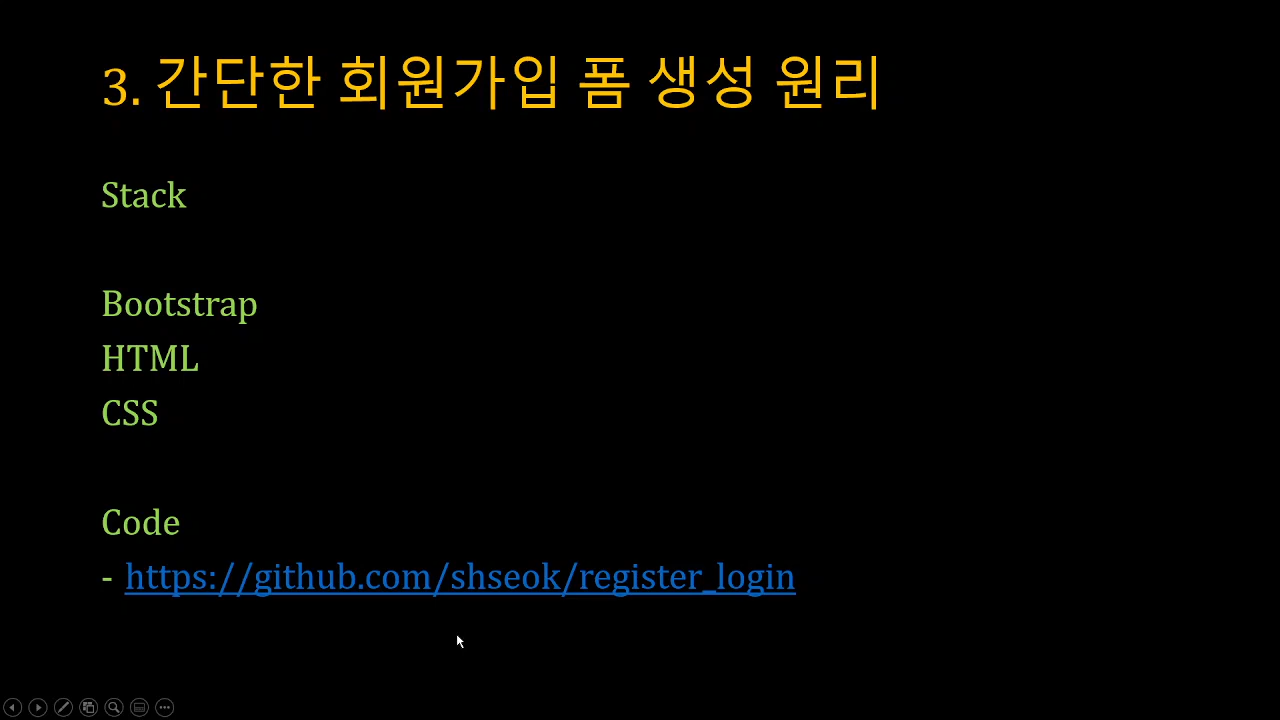 3. 간단한 회원가입 폼 생성 원리
Stack
Bootstrap
HTML
CSS
Code
- https://github.com/shseok/register_login